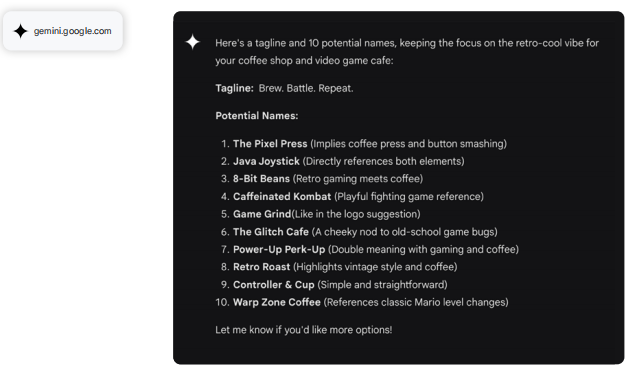 gemini.google.com
Here's a tagline and 10 potential names, keeping the focus on the retro-cool vibe for
your coffee shop and video game cafe:
Tagline: Brew. Battle. Repeat.
Potential Names:
1. The Pixel Press (Implies coffee press and button smashing)
2. Java Joystick (Directly references both elements)
3. 8-Bit Beans (Retro gaming meets coffee)
4. Caffeinated Kombat (Playful fighting game reference)
5. Game Grind(Like in the logo suggestion)
6. The Glitch Cafe (A cheeky nod to old-school game bugs)
7. Power-Up Perk-Up (Double meaning with gaming and coffee)
8. Retro Roast (Highlights vintage style and coffee)
9. Controller & Cup (Simple and straightforward)
10. Warp Zone Coffee (References classic Mario level changes)
Let me know if you'd like more options!